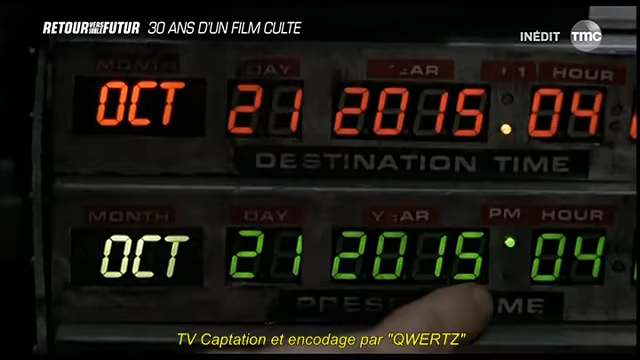 RETOUR VERS LE FUTUR 30 ANS D'UN FILM CULTE
INÉDIT TMC
MONTH DAY YEAR HOUR
OCT 21 2015 04
DESTINATION TIME
MONTH DAY YEAR PM HOUR
OCT 21 2015 04
TV Captation et encodage par "QWERTZ"